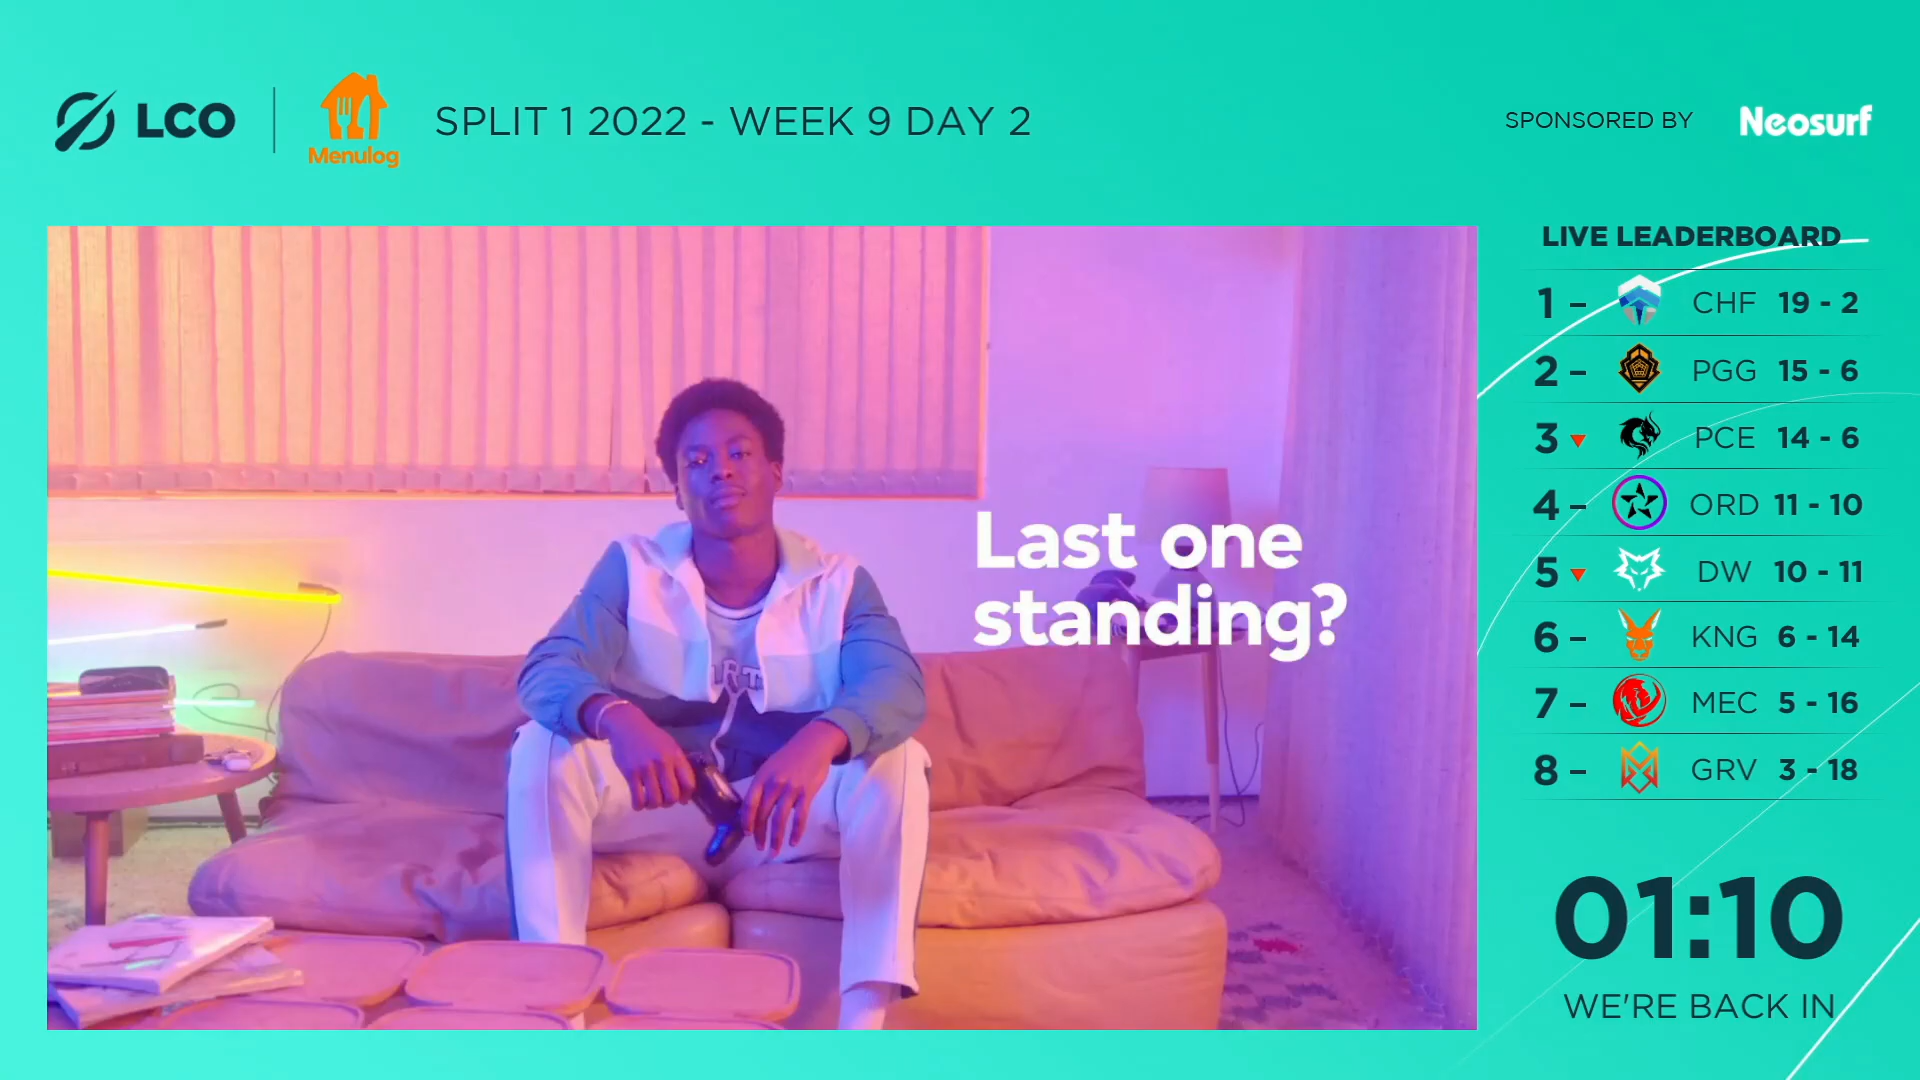 LCO
Menulog
SPLIT 1 2022 - WEEK 9 DAY 2
SPONSORED BY
Neosurf
Last one
standing?
LIVE LEADERBOARD
1 - CHF 19 - 2
2 - PGG 15 - 6
3 PCE 14 - 6
4 - ORD 11 - 10
5 DW 10 - 11
6 - KNG 6 - 14
7 - MEC 5 - 16
8 - GRV 3 - 18
01:10
WE'RE BACK IN